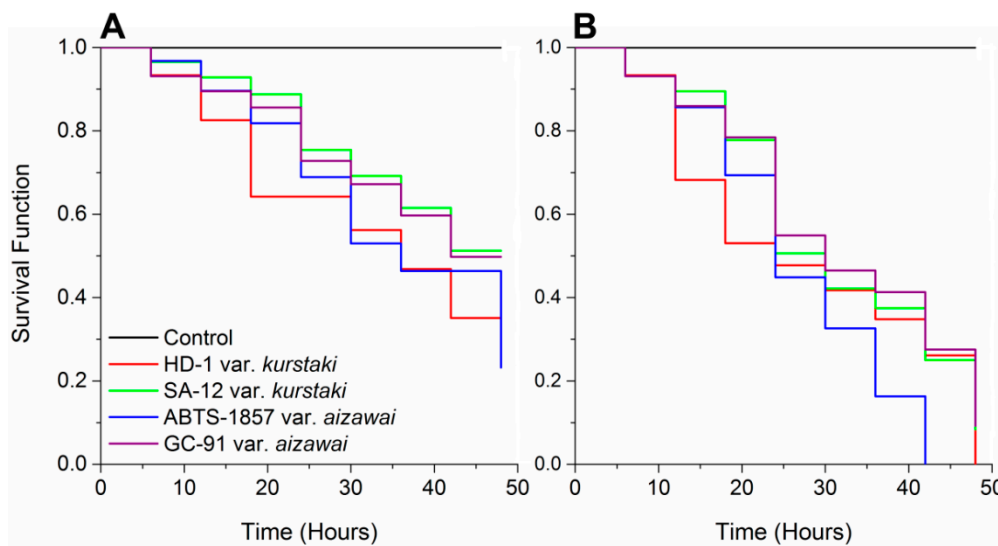 A
B
Survival Function
1.0
0.8
0.6
0.4
0.2
0.0
Control
HD-1 var. kurstaki
SA-12 var. kurstaki
ABTS-1857 var. aizawai
GC-91 var. aizawai
0 10 20 30 40 50
Time (Hours)
1.0
0.8
0.6
0.4
0.2
0.0
0 10 20 30 40 50
Time (Hours)